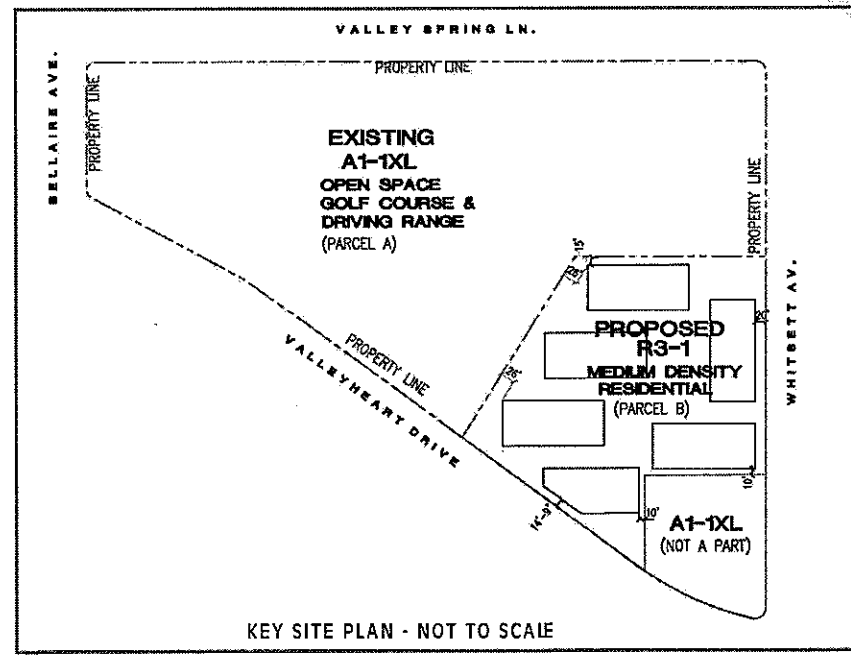 VALLEY SPRING LN.
PROPERTY LINE
BELLAIRE AVE.
PROPERTY LINE
EXISTING
A1-1XL
OPEN SPACE
GOLF COURSE &
DRIVING RANGE
(PARCEL A)
PROPERTY LINE
WHITSETT AV.
15'
20'
PROPOSED
R3-1
MEDIUM DENSITY
RESIDENTIAL
(PARCEL B)
PROPERTY LINE
VALLEYHEART DRIVE
10'
10'
14'-9"
A1-1XL
(NOT A PART)
KEY SITE PLAN - NOT TO SCALE